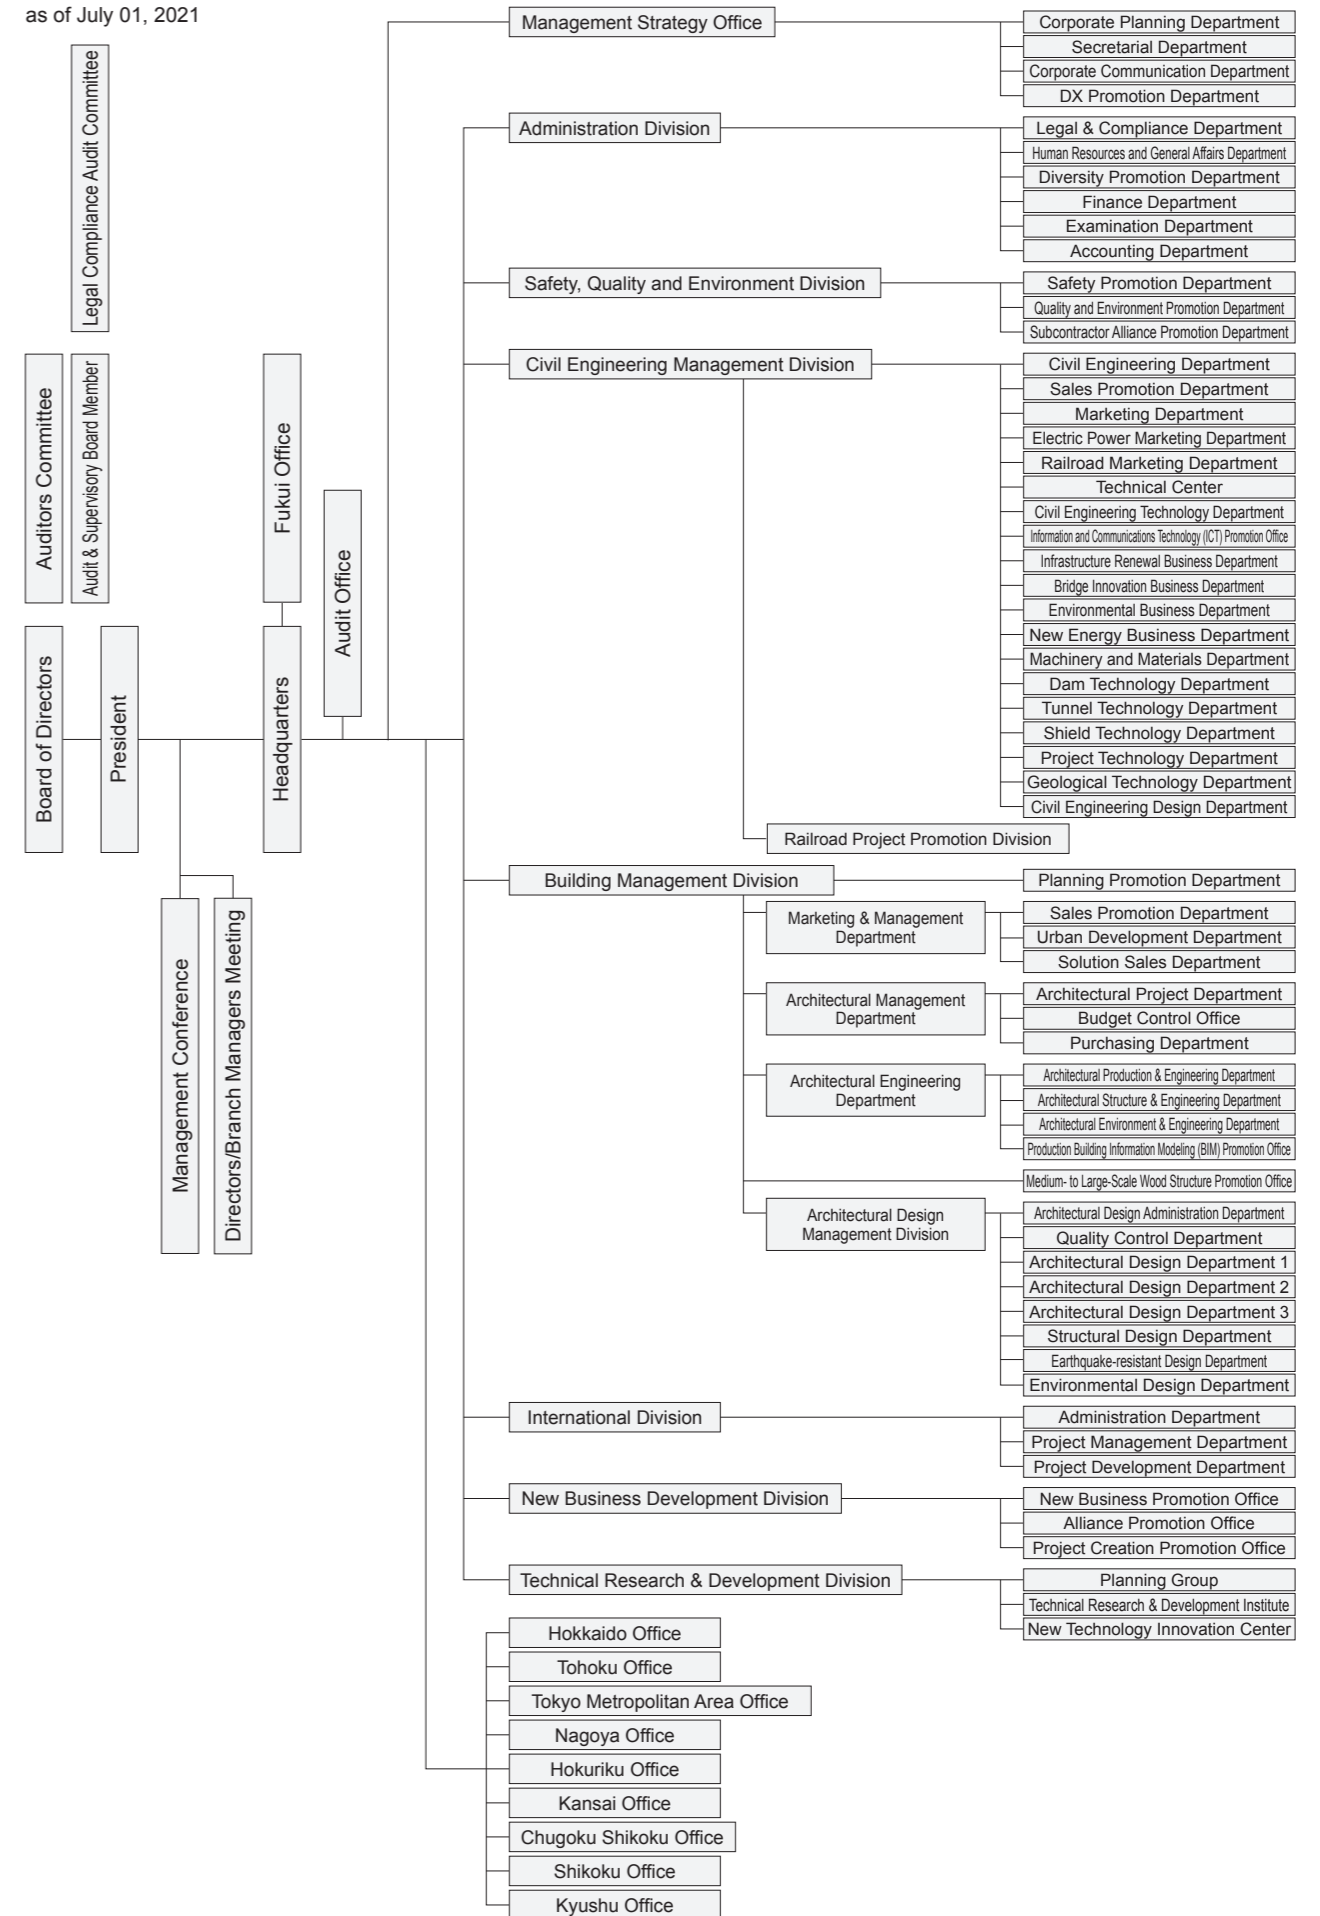 as of July 01, 2021
Legal Compliance Audit Committee
Auditors Committee
Audit & Supervisory Board Member
Board of Directors
President
Management Conference
Directors/Branch Managers Meeting
Fukui Office
Headquarters
Audit Office
Management Strategy Office
Corporate Planning Department
Secretarial Department
Corporate Communication Department
DX Promotion Department
Administration Division
Legal & Compliance Department
Human Resources and General Affairs Department
Diversity Promotion Department
Finance Department
Examination Department
Accounting Department
Safety, Quality and Environment Division
Safety Promotion Department
Quality and Environment Promotion Department
Subcontractor Alliance Promotion Department
Civil Engineering Management Division
Civil Engineering Department
Sales Promotion Department
Marketing Department
Electric Power Marketing Department
Railroad Marketing Department
Technical Center
Civil Engineering Technology Department
Information and Communications Technology (ICT) Promotion Office
Infrastructure Renewal Business Department
Bridge Innovation Business Department
Environmental Business Department
New Energy Business Department
Machinery and Materials Department
Dam Technology Department
Tunnel Technology Department
Shield Technology Department
Project Technology Department
Geological Technology Department
Civil Engineering Design Department
Railroad Project Promotion Division
Building Management Division
Planning Promotion Department
Marketing & Management
Department
Sales Promotion Department
Urban Development Department
Solution Sales Department
Architectural Management
Department
Architectural Project Department
Budget Control Office
Purchasing Department
Architectural Engineering
Department
Architectural Production & Engineering Department
Architectural Structure & Engineering Department
Architectural Environment & Engineering Department
Production Building Information Modeling (BIM) Promotion Office
Medium- to Large-Scale Wood Structure Promotion Office
Architectural Design
Management Division
Architectural Design Administration Department
Quality Control Department
Architectural Design Department 1
Architectural Design Department 2
Architectural Design Department 3
Structural Design Department
Earthquake-resistant Design Department
Environmental Design Department
International Division
Administration Department
Project Management Department
Project Development Department
New Business Development Division
New Business Promotion Office
Alliance Promotion Office
Project Creation Promotion Office
Technical Research & Development Division
Planning Group
Technical Research & Development Institute
New Technology Innovation Center
Hokkaido Office
Tohoku Office
Tokyo Metropolitan Area Office
Nagoya Office
Hokuriku Office
Kansai Office
Chugoku Shikoku Office
Shikoku Office
Kyushu Office